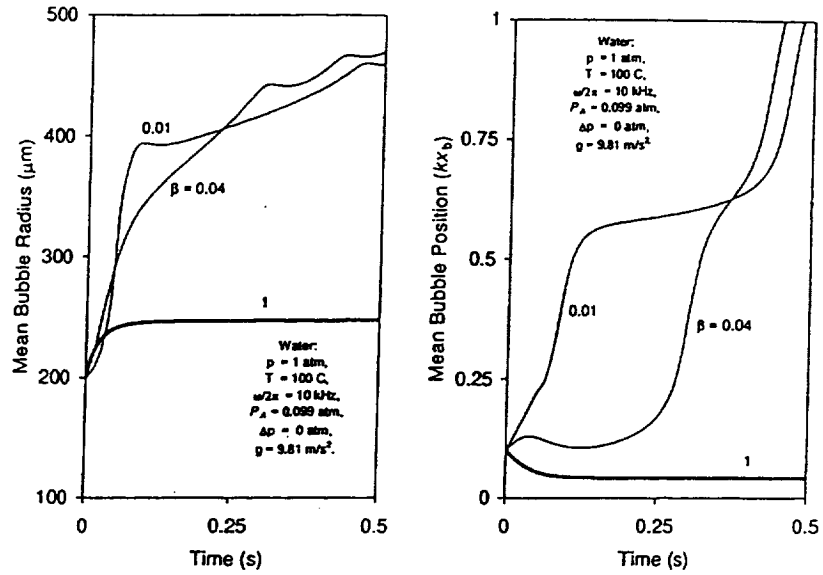 500
400
300
200
100
Mean Bubble Radius (μm)
0.01
β = 0.04
1
Water:
p = 1 atm,
T = 100 C,
ω/2π = 10 kHz,
P_A = 0.099 atm,
Δp = 0 atm,
g = 9.81 m/s².
0
0.25
0.5
Time (s)
1
0.75
0.5
0.25
0
Mean Bubble Position (kx_b)
Water:
p = 1 atm,
T = 100 C,
ω/2π = 10 kHz,
P_A = 0.099 atm,
Δp = 0 atm,
g = 9.81 m/s².
0.01
β = 0.04
1
0
0.25
0.5
Time (s)